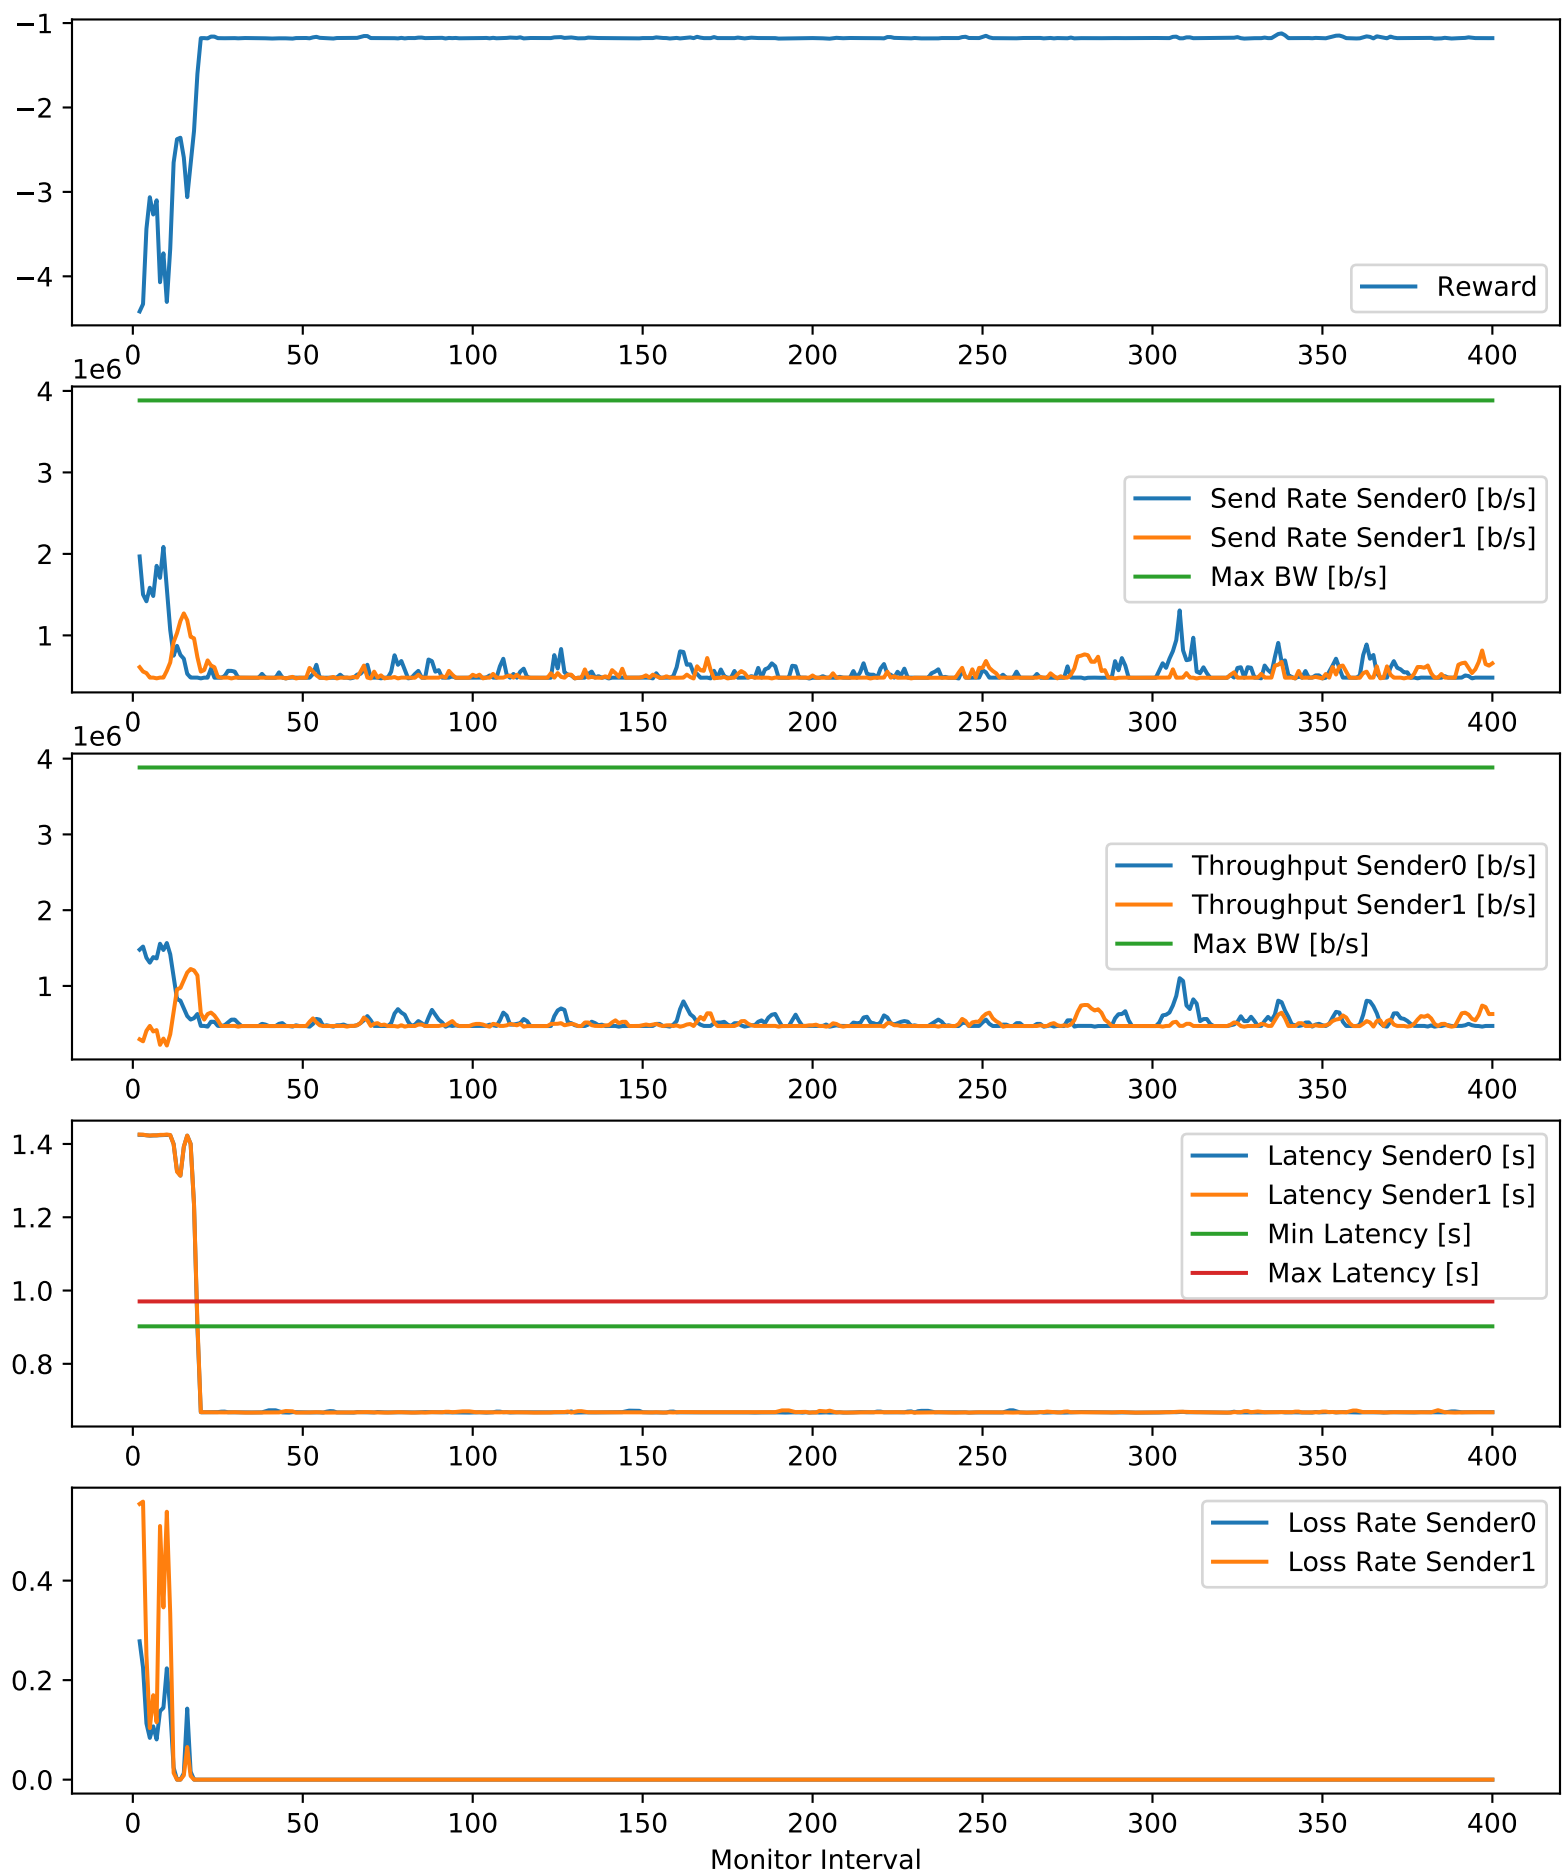 −1
−2
−3
−4
Reward
0 50 100 150 200 250 300 350 400
1e6
4
3
2
1
Send Rate Sender0 [b/s]
Send Rate Sender1 [b/s]
Max BW [b/s]
0 50 100 150 200 250 300 350 400
1e6
4
3
2
1
Throughput Sender0 [b/s]
Throughput Sender1 [b/s]
Max BW [b/s]
0 50 100 150 200 250 300 350 400
1.4
1.2
1.0
0.8
Latency Sender0 [s]
Latency Sender1 [s]
Min Latency [s]
Max Latency [s]
0 50 100 150 200 250 300 350 400
0.4
0.2
0.0
Loss Rate Sender0
Loss Rate Sender1
0 50 100 150 200 250 300 350 400
Monitor Interval